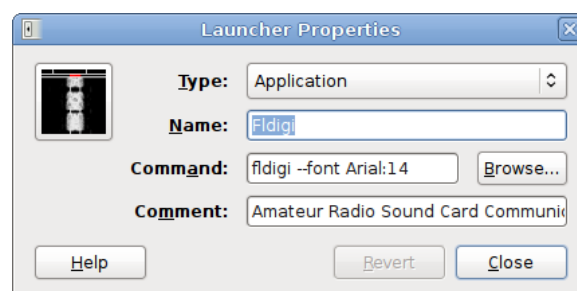 Launcher Properties
Type: Application
Name: Fldigi
Command: fldigi --font Arial:14 Browse...
Comment: Amateur Radio Sound Card Communi
Help Revert Close